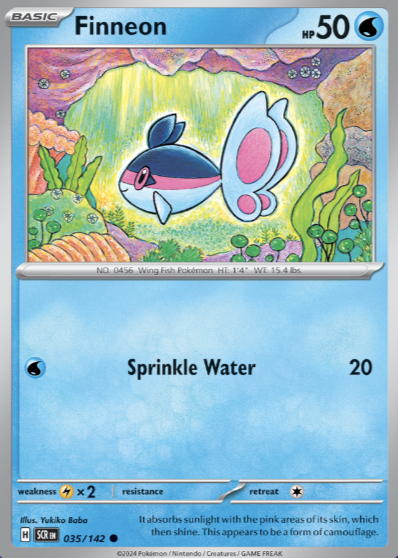 BASIC
Finneon
HP 50
NO. 0456 Wing Fish Pokémon HT: 1'4" WT: 15.4 lbs.
Sprinkle Water 20
weakness ×2 resistance retreat
Illus. Yukiko Baba
It absorbs sunlight with the pink areas of its skin, which
then shine. This appears to be a form of camouflage.
H SCR EN 035/142
©2024 Pokémon / Nintendo / Creatures / GAME FREAK